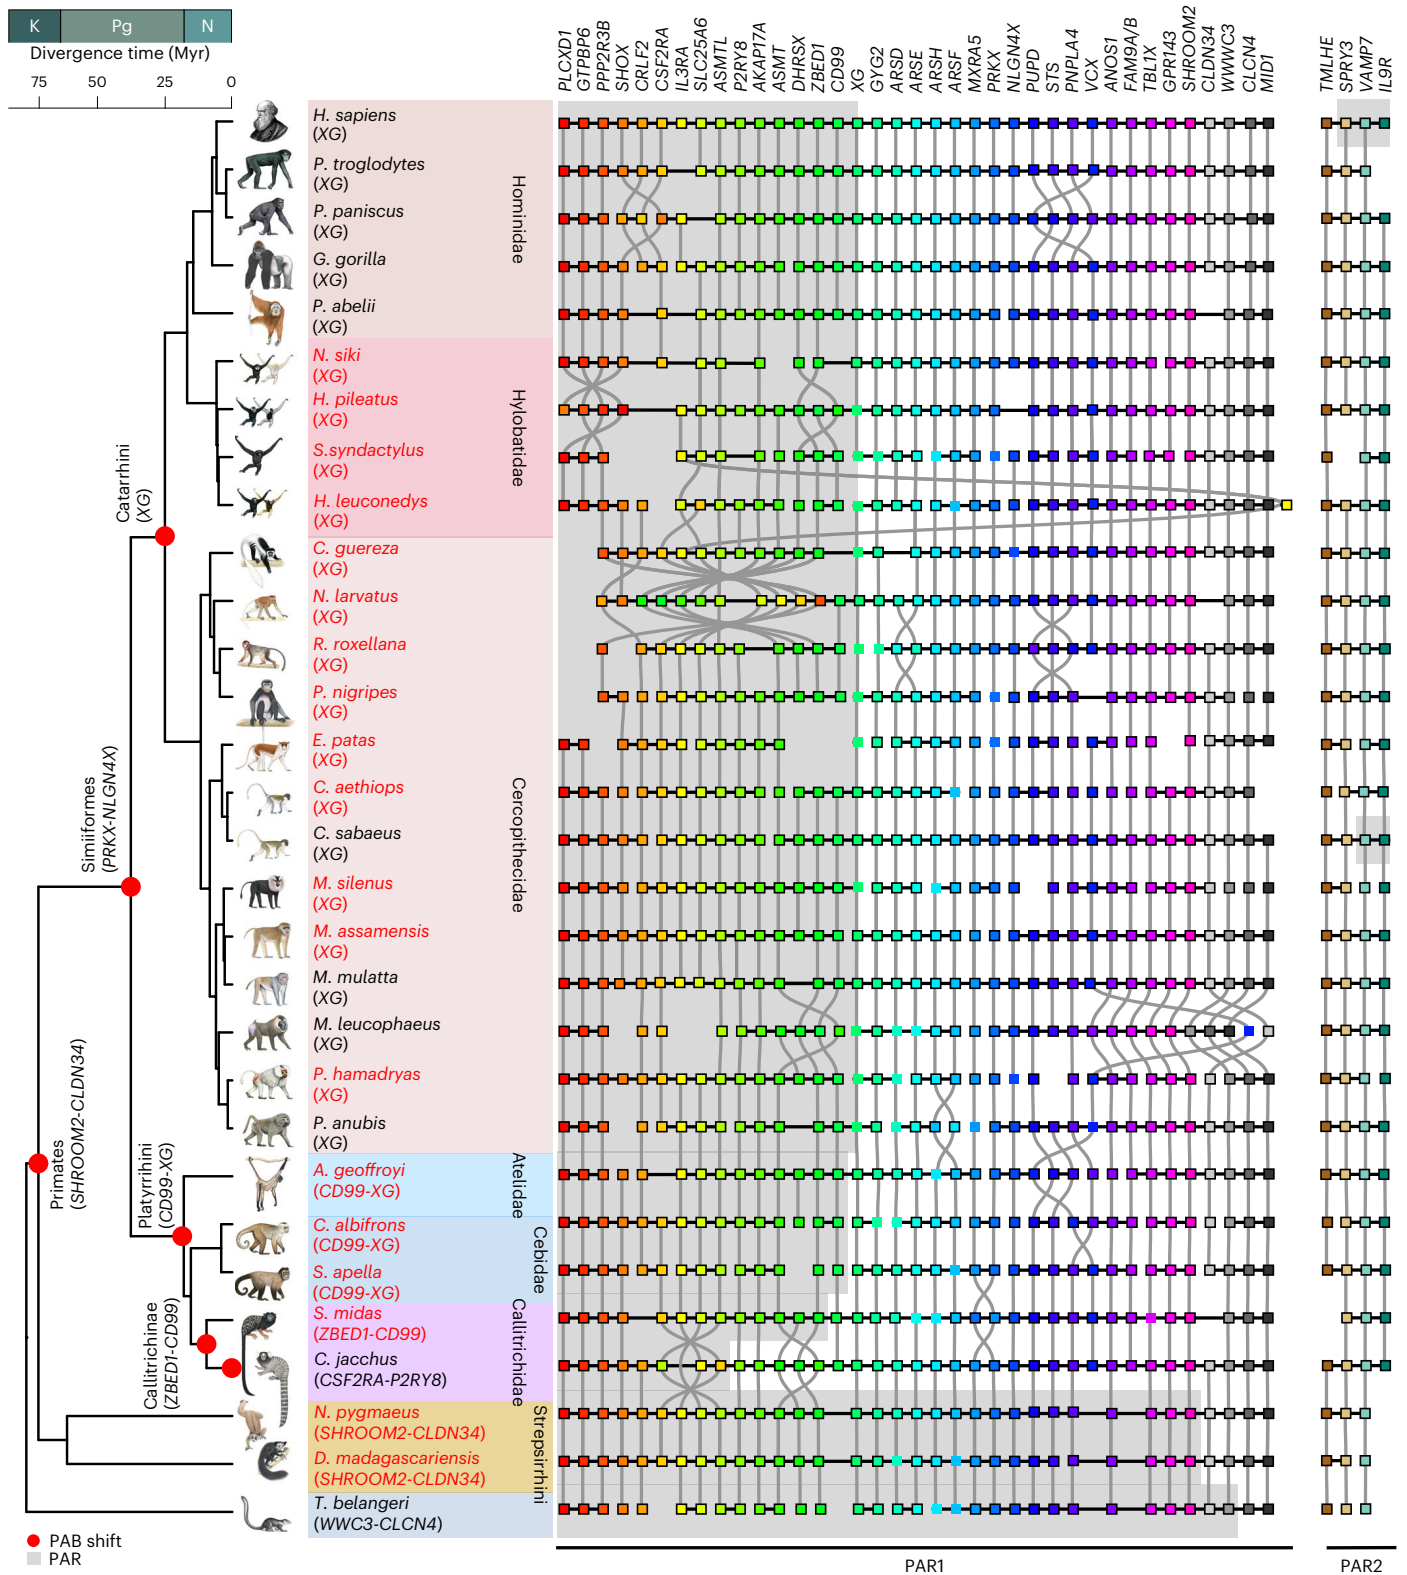 K Pg N
Divergence time (Myr)
75 50 25 0
PLCXD1
GTPBP6
PPP2R3B
SHOX
CRLF2
CSF2RA
IL3RA
SLC25A6
ASMTL
P2RY8
AKAP17A
ASMT
DHRSX
ZBED1
CD99
XG
GYG2
ARSD
ARSE
ARSH
ARSF
MXRA5
PRKX
NLGN4X
PUPD
STS
PNPLA4
VCX
ANOS1
FAM9A/B
TBL1X
GPR143
SHROOM2
CLDN34
WWC3
CLCN4
MID1
TMLHE
SPRY3
VAMP7
IL9R
H. sapiens
(XG)
P. troglodytes
(XG)
P. paniscus
(XG)
G. gorilla
(XG)
P. abelii
(XG)
Hominidae
N. siki
(XG)
H. pileatus
(XG)
S.syndactylus
(XG)
H. leuconedys
(XG)
Hylobatidae
C. guereza
(XG)
N. larvatus
(XG)
R. roxellana
(XG)
P. nigripes
(XG)
E. patas
(XG)
C. aethiops
(XG)
C. sabaeus
(XG)
M. silenus
(XG)
M. assamensis
(XG)
M. mulatta
(XG)
M. leucophaeus
(XG)
P. hamadryas
(XG)
P. anubis
(XG)
Cercopithecidae
A. geoffroyi
(CD99-XG)
Atelidae
C. albifrons
(CD99-XG)
S. apella
(CD99-XG)
Cebidae
S. midas
(ZBED1-CD99)
C. jacchus
(CSF2RA-P2RY8)
Callitrichidae
N. pygmaeus
(SHROOM2-CLDN34)
D. madagascariensis
(SHROOM2-CLDN34)
Strepsirrhini
T. belangeri
(WWC3-CLCN4)
Catarrhini
(XG)
Simiiformes
(PRKX-NLGN4X)
Primates
(SHROOM2-CLDN34)
Platyrrihini
(CD99-XG)
Callitrichinae
(ZBED1-CD99)
PAB shift
PAR
PAR1
PAR2